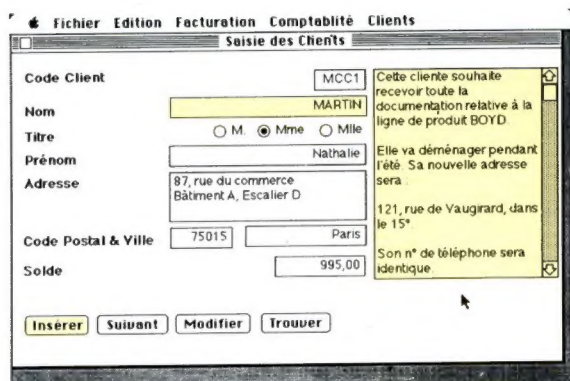 Fichier Edition Facturation Comptablité Clients
Saisie des Clients
Code Client MCC1
Nom MARTIN
Titre M. Mme Mlle
Prénom Nathalie
Adresse 87, rue du commerce
Bâtiment A, Escalier D
Code Postal & Ville 75015 Paris
Solde 995,00
Cette cliente souhaite
recevoir toute la
documentation relative à la
ligne de produit BOYD.
Elle va déménager pendant
l'été. Sa nouvelle adresse
sera :
121, rue de Vaugirard, dans
le 15°.
Son n° de téléphone sera
identique.
Insérer Suivant Modifier Trouver